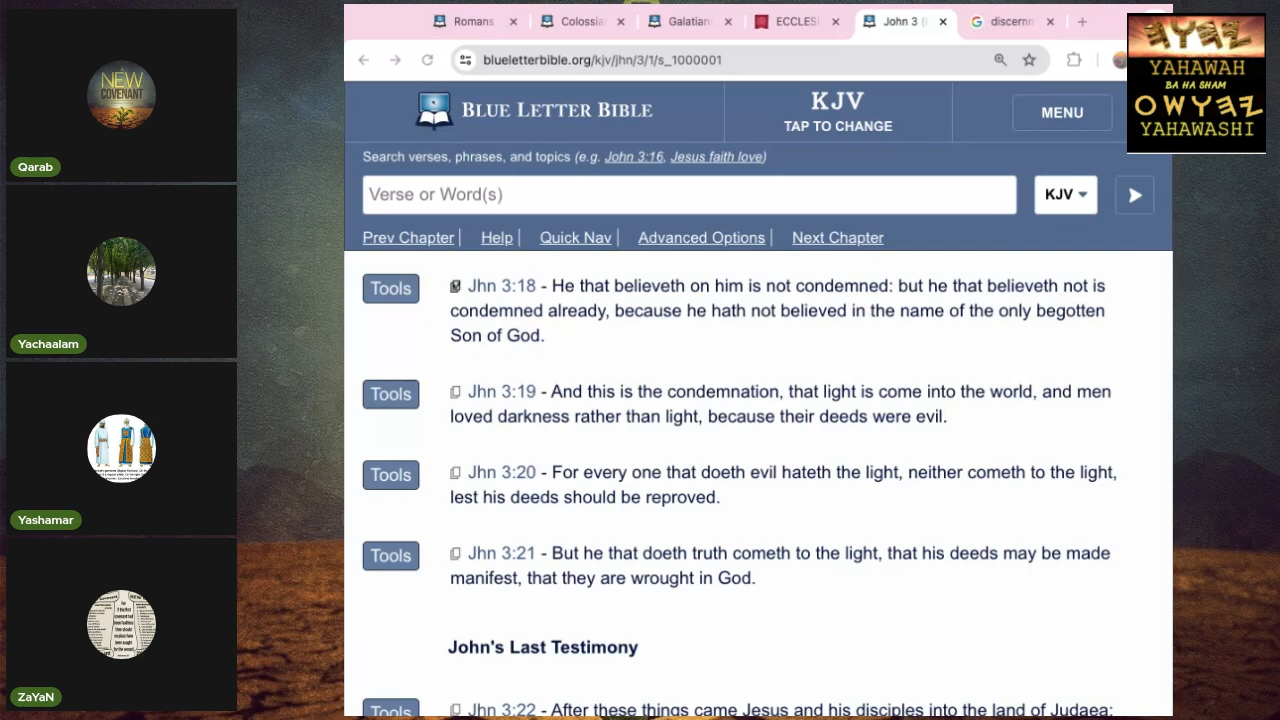 NEW
COVENANT
Qarab
Yachaalam
Yashamar
ZaYaN
Romans
Colossia
Galatian
ECCLES
John 3 (
discernm
blueletterbible.org/kjv/jhn/3/1/s_1000001
BLUE LETTER BIBLE
KJV
TAP TO CHANGE
MENU
Search verses, phrases, and topics (e.g. John 3:16, Jesus faith love)
Verse or Word(s)
KJV
Prev Chapter | Help | Quick Nav | Advanced Options | Next Chapter
Tools
Jhn 3:18 - He that believeth on him is not condemned: but he that believeth not is
condemned already, because he hath not believed in the name of the only begotten
Son of God.
Tools
Jhn 3:19 - And this is the condemnation, that light is come into the world, and men
loved darkness rather than light, because their deeds were evil.
Tools
Jhn 3:20 - For every one that doeth evil hateth the light, neither cometh to the light,
lest his deeds should be reproved.
Tools
Jhn 3:21 - But he that doeth truth cometh to the light, that his deeds may be made
manifest, that they are wrought in God.
John's Last Testimony
Tools
Jhn 3:22 - After these things came Jesus and his disciples into the land of Judaea;
YAHAWAH
BA HA SHAM
YAHAWASHI